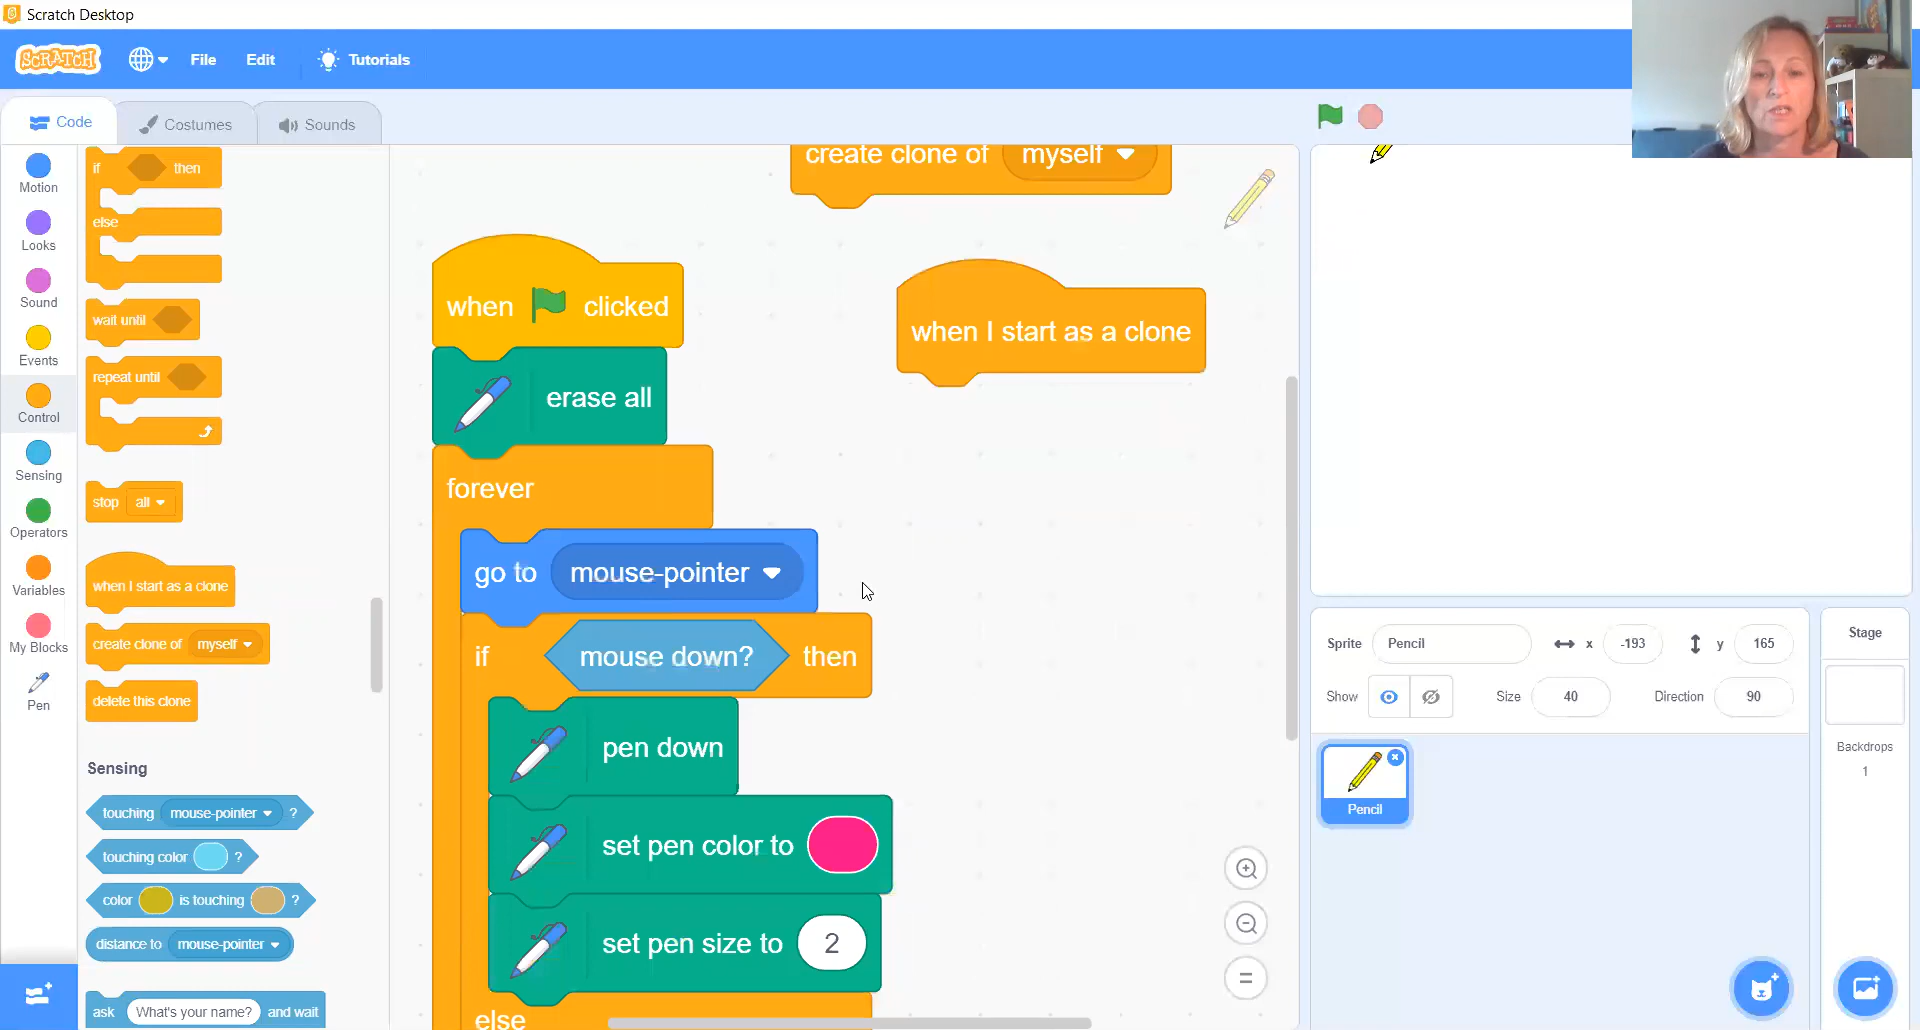 Scratch Desktop
SCRATCH File Edit Tutorials
Code Costumes Sounds
Motion
Looks
Sound
Events
Control
Sensing
Operators
Variables
My Blocks
Pen
if then
else
wait until
repeat until
stop all
when I start as a clone
create clone of myself
delete this clone
Sensing
touching mouse-pointer ?
touching color ?
color is touching ?
distance to mouse-pointer
ask What's your name? and wait
create clone of myself
when clicked
erase all
forever
go to mouse-pointer
if mouse down? then
pen down
set pen color to
set pen size to 2
else
when I start as a clone
Sprite Pencil x -193 y 165
Show Size 40 Direction 90
Pencil
Stage
Backdrops
1